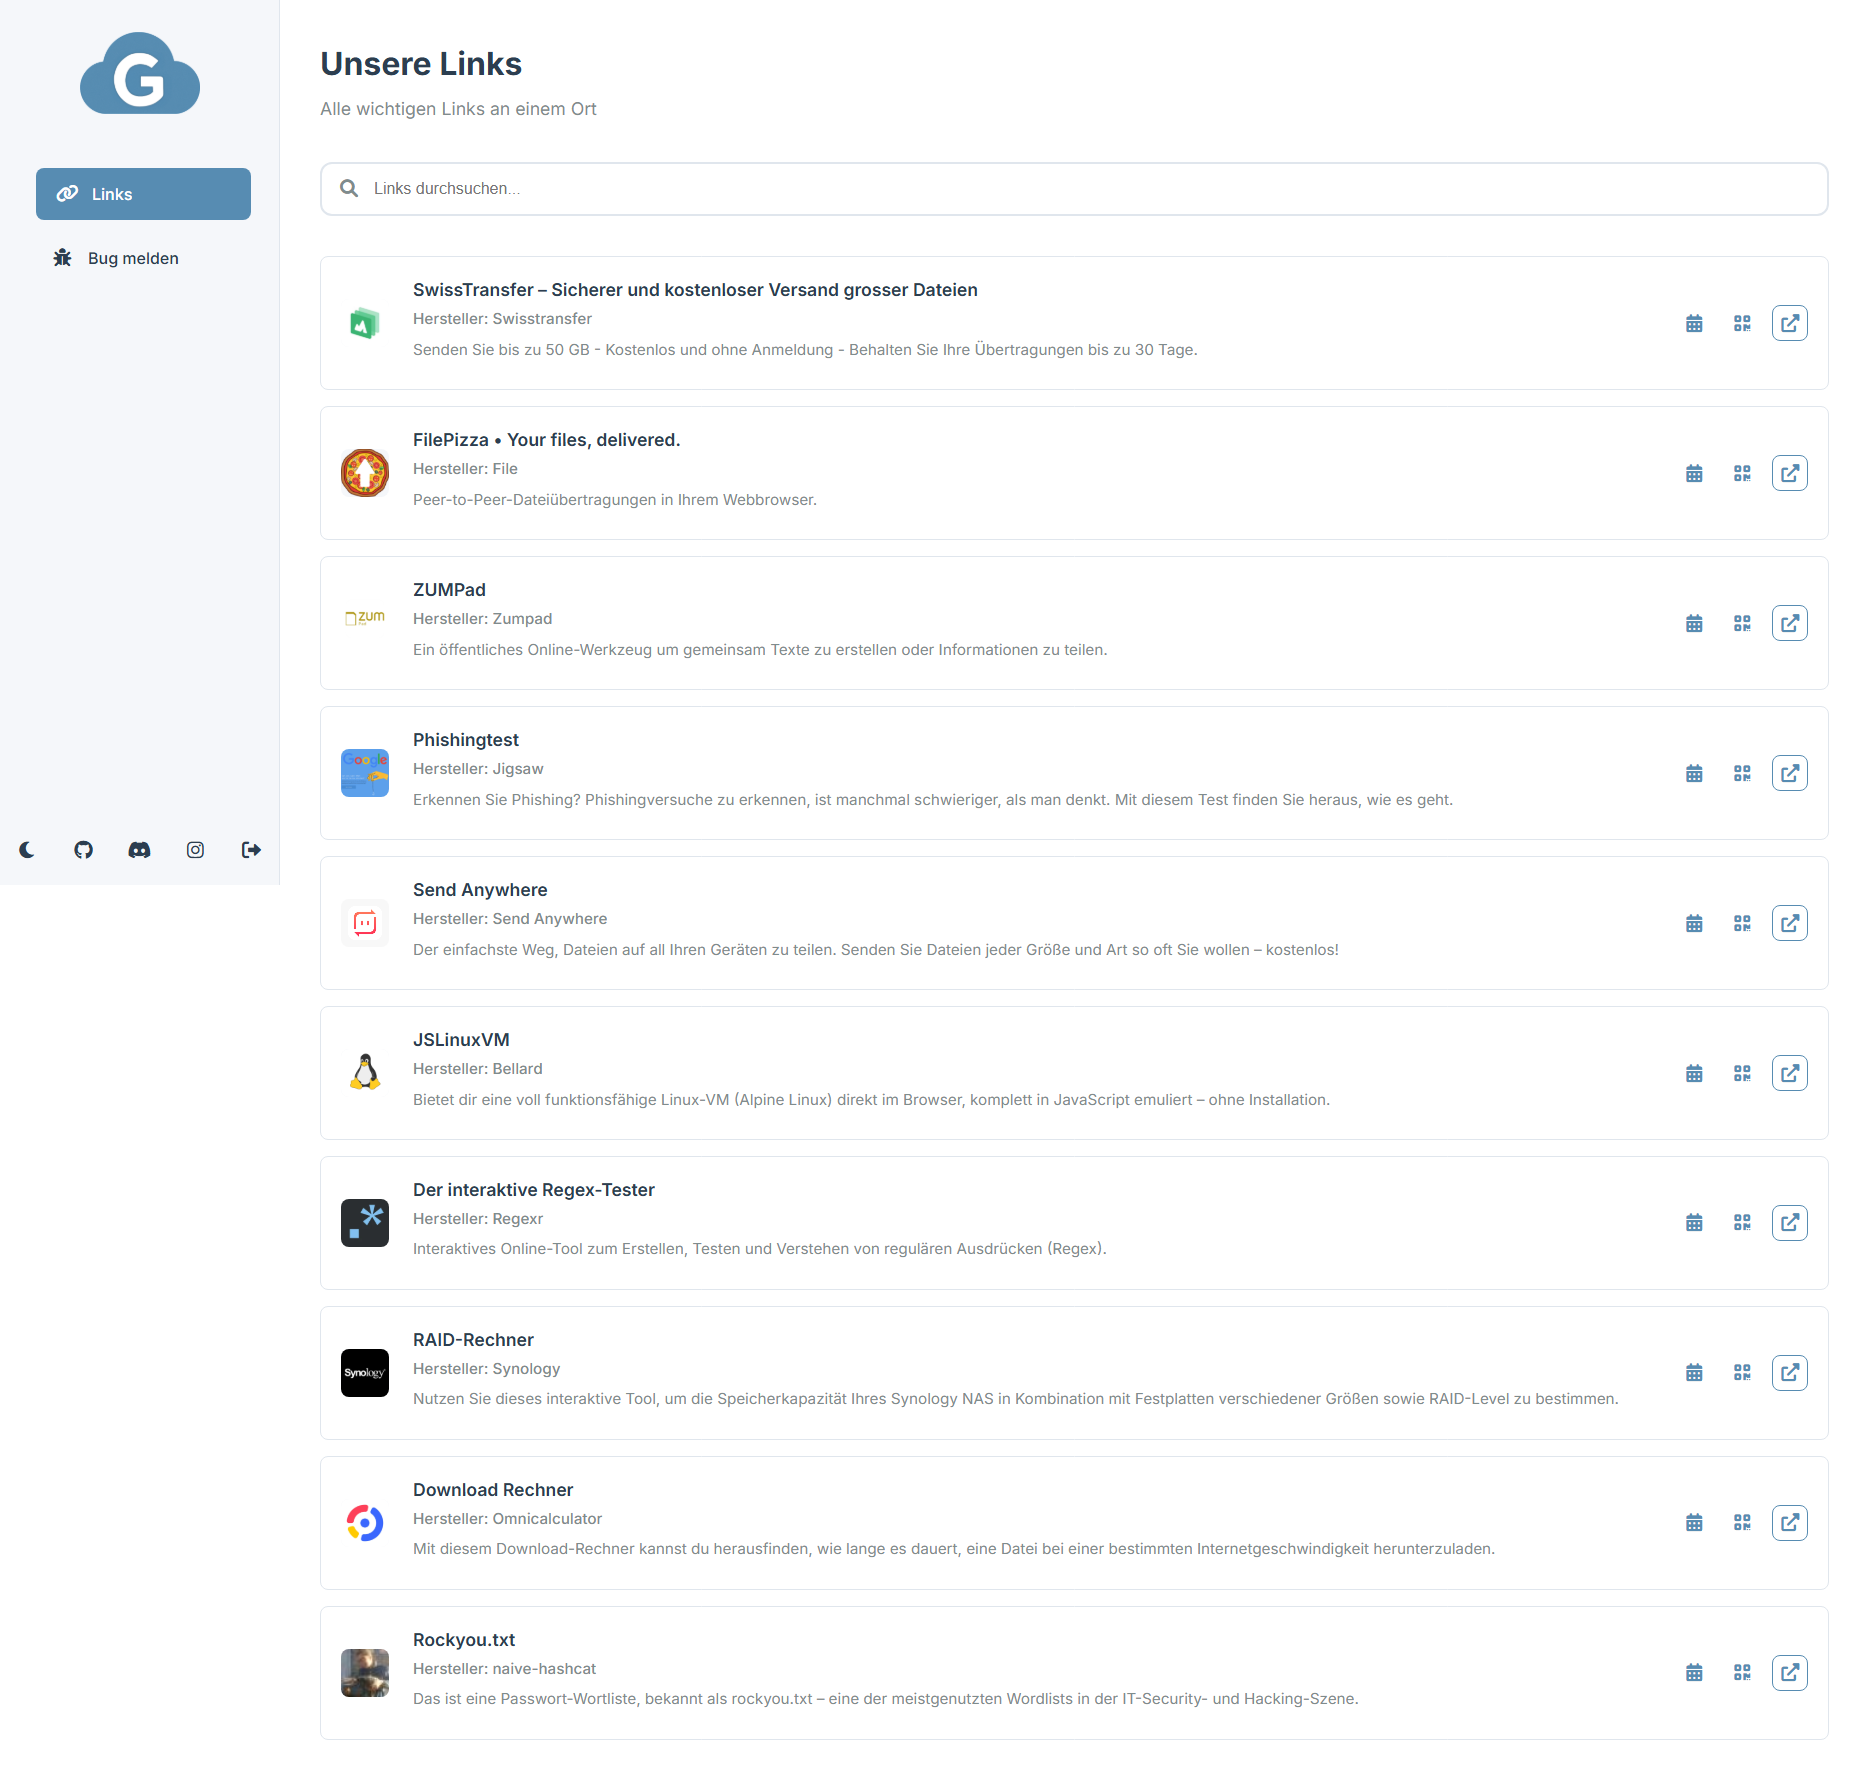 G
Links
Bug melden
Unsere Links
Alle wichtigen Links an einem Ort
Links durchsuchen...
SwissTransfer – Sicherer und kostenloser Versand grosser Dateien
Hersteller: Swisstransfer
Senden Sie bis zu 50 GB - Kostenlos und ohne Anmeldung - Behalten Sie Ihre Übertragungen bis zu 30 Tage.
FilePizza • Your files, delivered.
Hersteller: File
Peer-to-Peer-Dateiübertragungen in Ihrem Webbrowser.
zum
ZUMPad
Hersteller: Zumpad
Ein öffentliches Online-Werkzeug um gemeinsam Texte zu erstellen oder Informationen zu teilen.
Google
Phishingtest
Hersteller: Jigsaw
Erkennen Sie Phishing? Phishingversuche zu erkennen, ist manchmal schwieriger, als man denkt. Mit diesem Test finden Sie heraus, wie es geht.
Send Anywhere
Hersteller: Send Anywhere
Der einfachste Weg, Dateien auf all Ihren Geräten zu teilen. Senden Sie Dateien jeder Größe und Art so oft Sie wollen – kostenlos!
JSLinuxVM
Hersteller: Bellard
Bietet dir eine voll funktionsfähige Linux-VM (Alpine Linux) direkt im Browser, komplett in JavaScript emuliert – ohne Installation.
Der interaktive Regex-Tester
Hersteller: Regexr
Interaktives Online-Tool zum Erstellen, Testen und Verstehen von regulären Ausdrücken (Regex).
Synology
RAID-Rechner
Hersteller: Synology
Nutzen Sie dieses interaktive Tool, um die Speicherkapazität Ihres Synology NAS in Kombination mit Festplatten verschiedener Größen sowie RAID-Level zu bestimmen.
Download Rechner
Hersteller: Omnicalculator
Mit diesem Download-Rechner kannst du herausfinden, wie lange es dauert, eine Datei bei einer bestimmten Internetgeschwindigkeit herunterzuladen.
Rockyou.txt
Hersteller: naive-hashcat
Das ist eine Passwort-Wortliste, bekannt als rockyou.txt – eine der meistgenutzten Wordlists in der IT-Security- und Hacking-Szene.